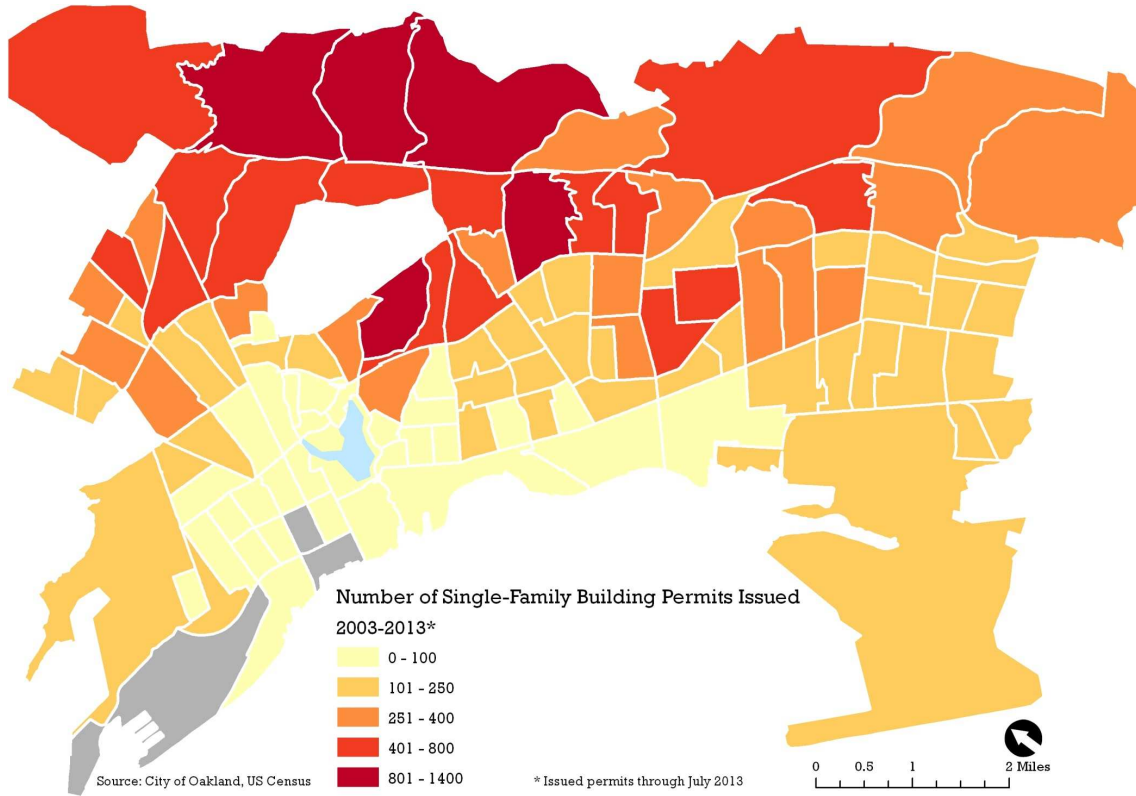 Number of Single-Family Building Permits Issued
2003-2013*
0 - 100
101 - 250
251 - 400
401 - 800
801 - 1400
Source: City of Oakland, US Census
* Issued permits through July 2013
0 0.5 1 2 Miles